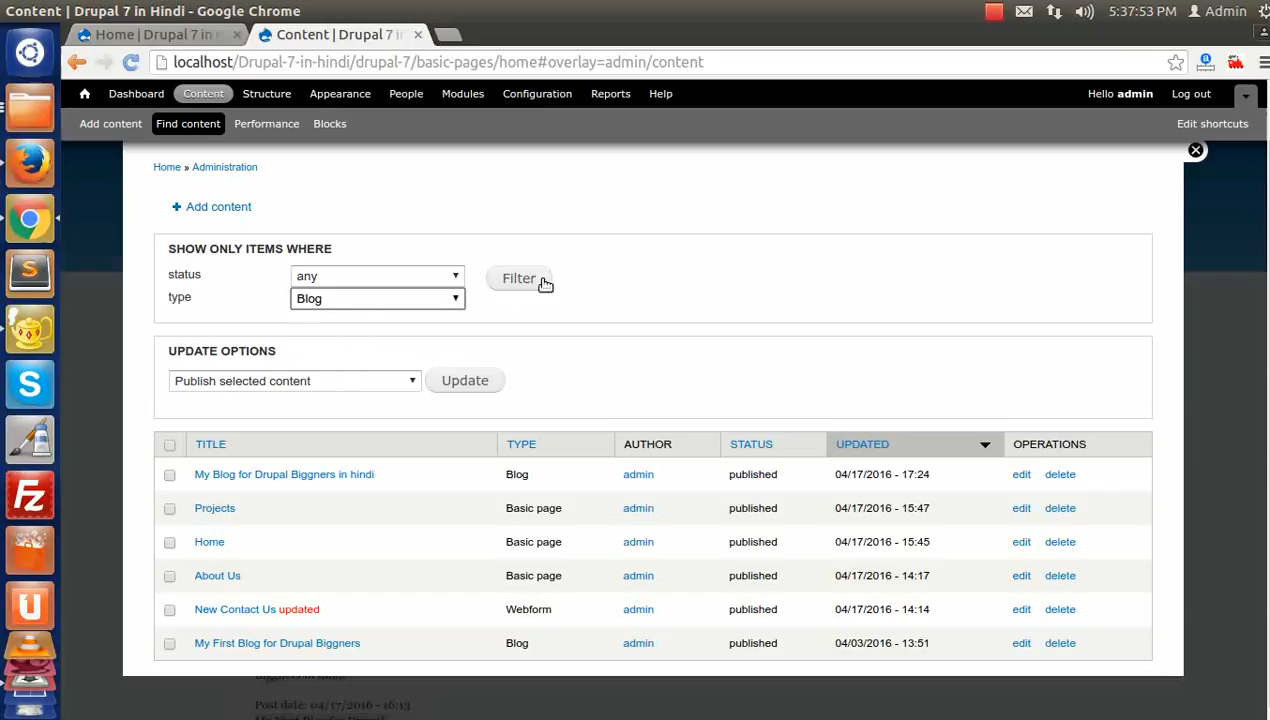 Content | Drupal 7 in Hindi - Google Chrome
5:37:53 PM Admin
Home | Drupal 7 in
Content | Drupal 7 in
localhost/Drupal-7-in-hindi/drupal-7/basic-pages/home#overlay=admin/content
Dashboard Content Structure Appearance People Modules Configuration Reports Help Hello admin Log out
Add content Find content Performance Blocks Edit shortcuts
Home » Administration
+ Add content
SHOW ONLY ITEMS WHERE
status any Filter
type Blog
UPDATE OPTIONS
Publish selected content Update
TITLE TYPE AUTHOR STATUS UPDATED OPERATIONS
My Blog for Drupal Biggners in hindi Blog admin published 04/17/2016 - 17:24 edit delete
Projects Basic page admin published 04/17/2016 - 15:47 edit delete
Home Basic page admin published 04/17/2016 - 15:45 edit delete
About Us Basic page admin published 04/17/2016 - 14:17 edit delete
New Contact Us updated Webform admin published 04/17/2016 - 14:14 edit delete
My First Blog for Drupal Biggners Blog admin published 04/03/2016 - 13:51 edit delete
Post date: 04/17/2016 - 16:13